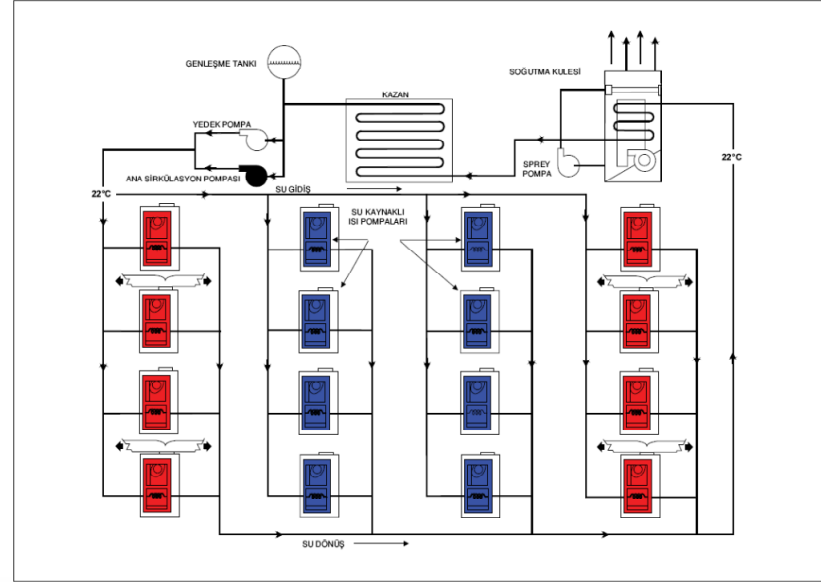 GENLEŞME TANKI
SOĞUTMA KULESİ
KAZAN
YEDEK POMPA
22°C
SPREY
POMPA
ANA SİRKÜLASYON POMPASI
22°C
SU GİDİŞ
SU KAYNAKLI
ISI POMPALARI
SU DÖNÜŞ